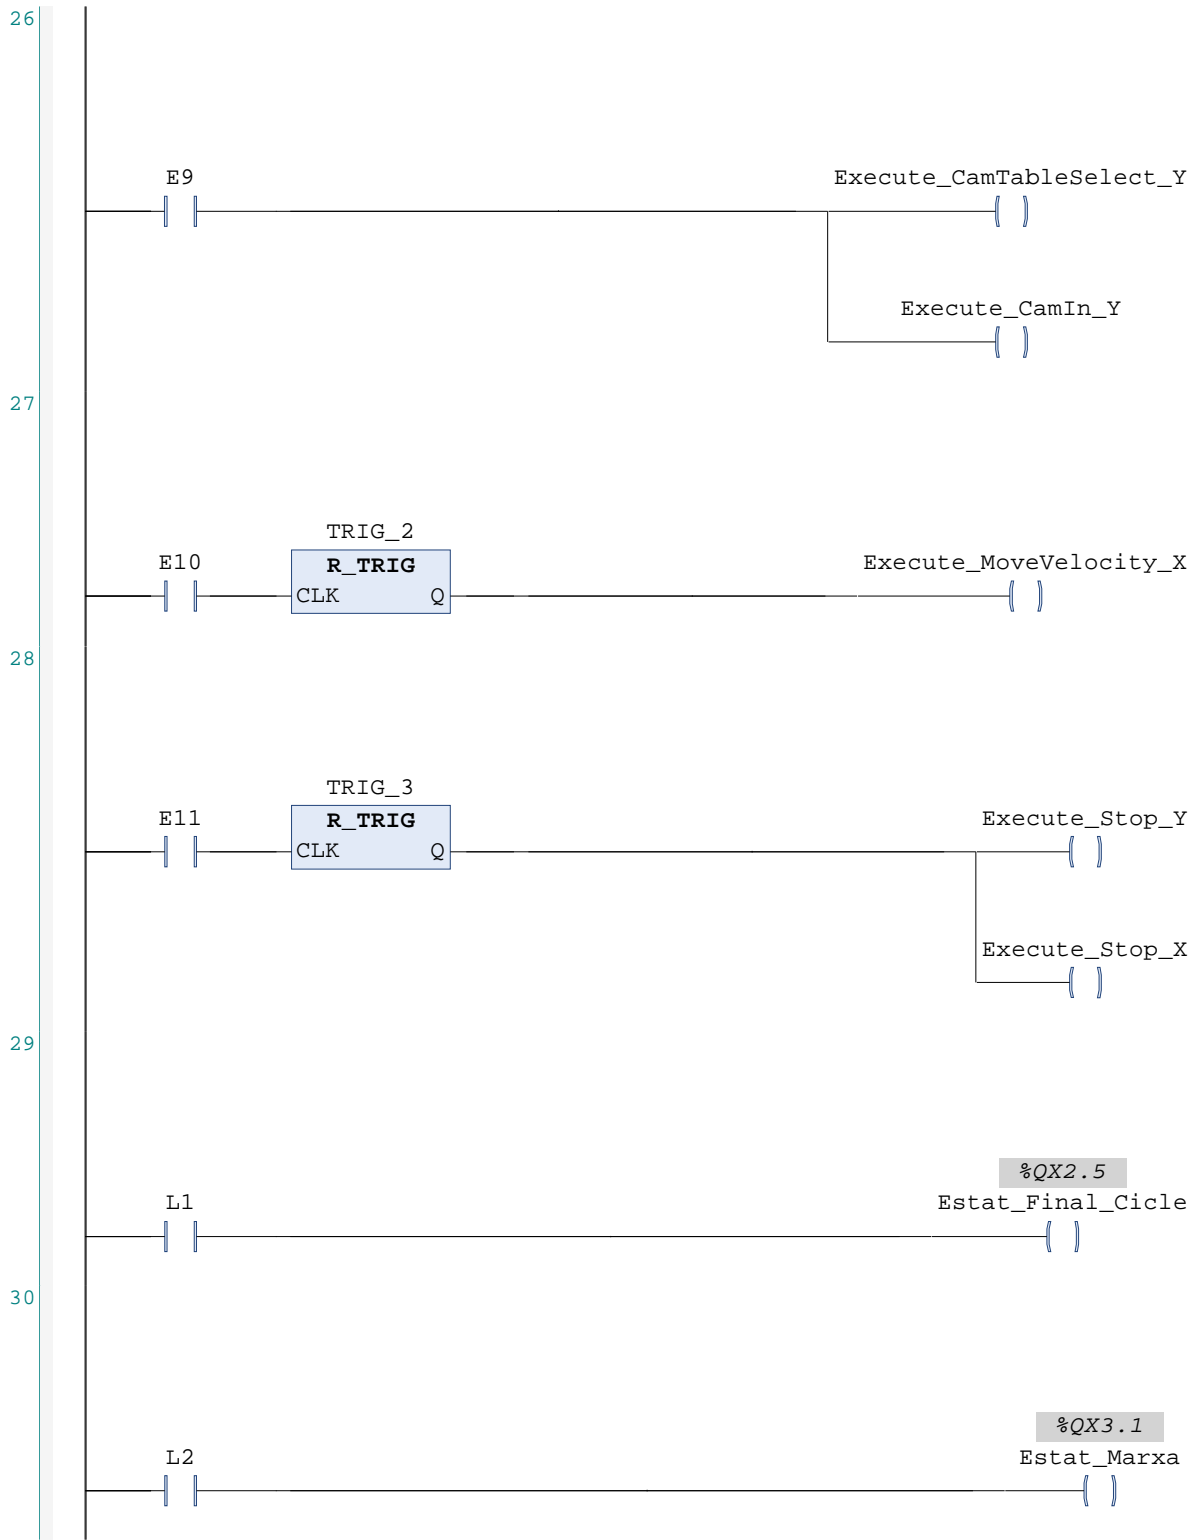 26
E9
Execute_CamTableSelect_Y
Execute_CamIn_Y
27
TRIG_2
E10
R_TRIG
Execute_MoveVelocity_X
CLK Q
28
TRIG_3
E11
R_TRIG
Execute_Stop_Y
CLK Q
Execute_Stop_X
29
%QX2.5
L1
Estat_Final_Cicle
30
%QX3.1
L2
Estat_Marxa